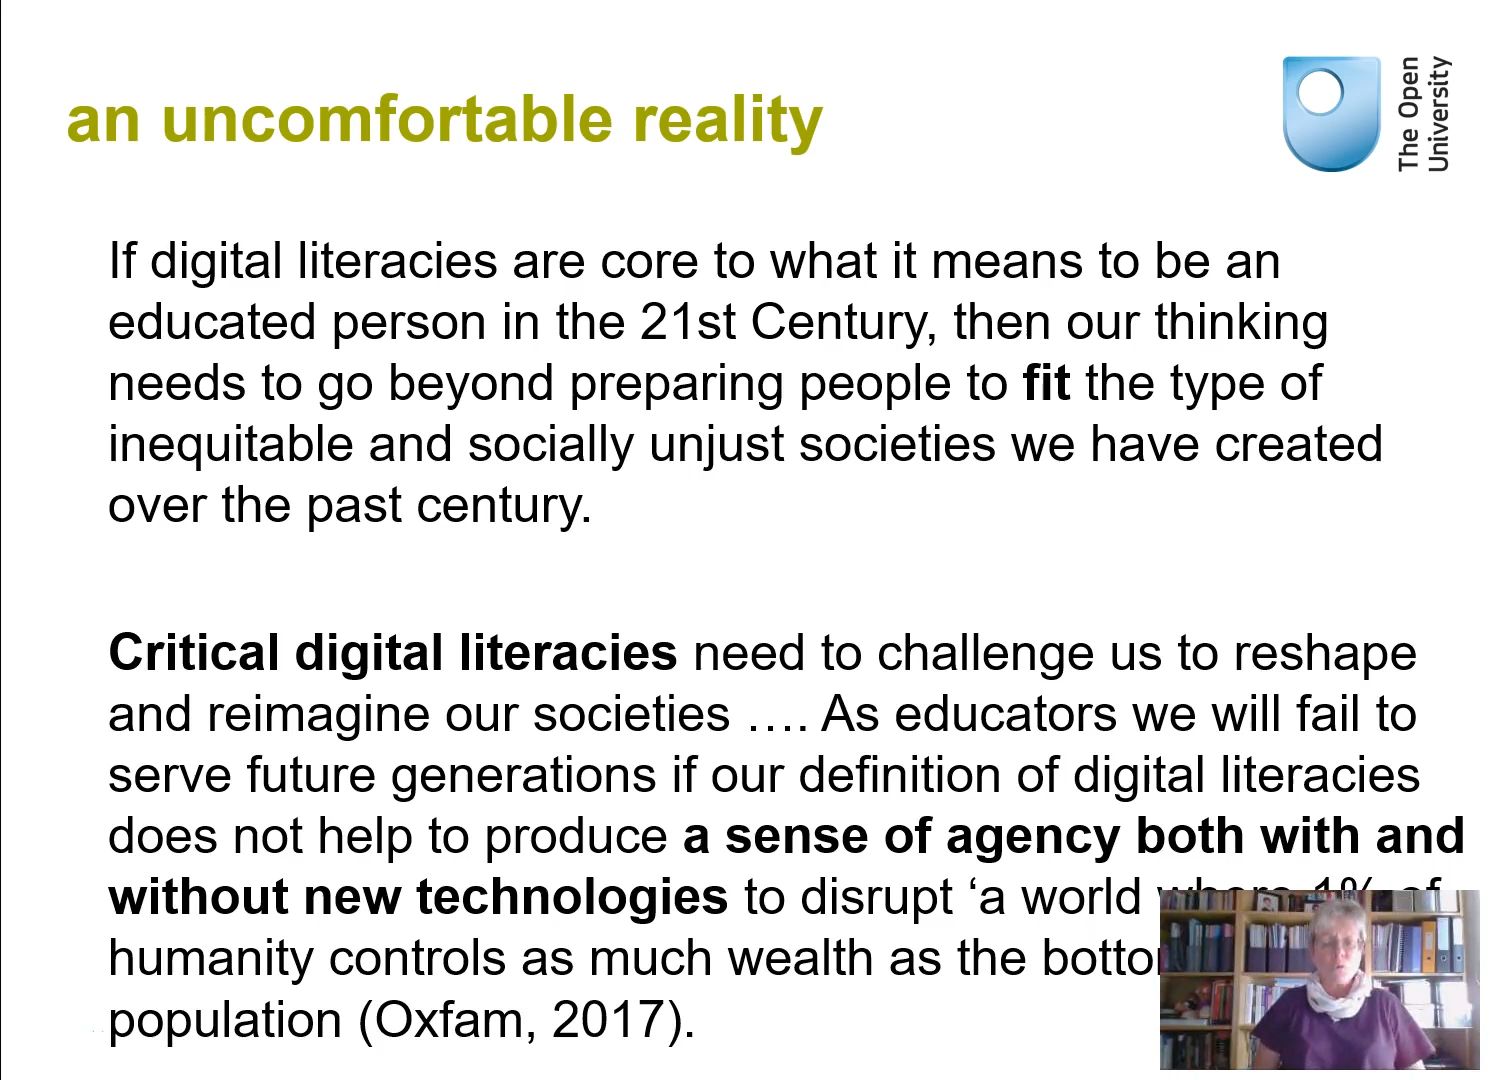 an uncomfortable reality
The Open
University
If digital literacies are core to what it means to be an
educated person in the 21st Century, then our thinking
needs to go beyond preparing people to fit the type of
inequitable and socially unjust societies we have created
over the past century.
Critical digital literacies need to challenge us to reshape
and reimagine our societies …. As educators we will fail to
serve future generations if our definition of digital literacies
does not help to produce a sense of agency both with and
without new technologies to disrupt ‘a world where 1% of
humanity controls as much wealth as the
population (Oxfam, 2017).